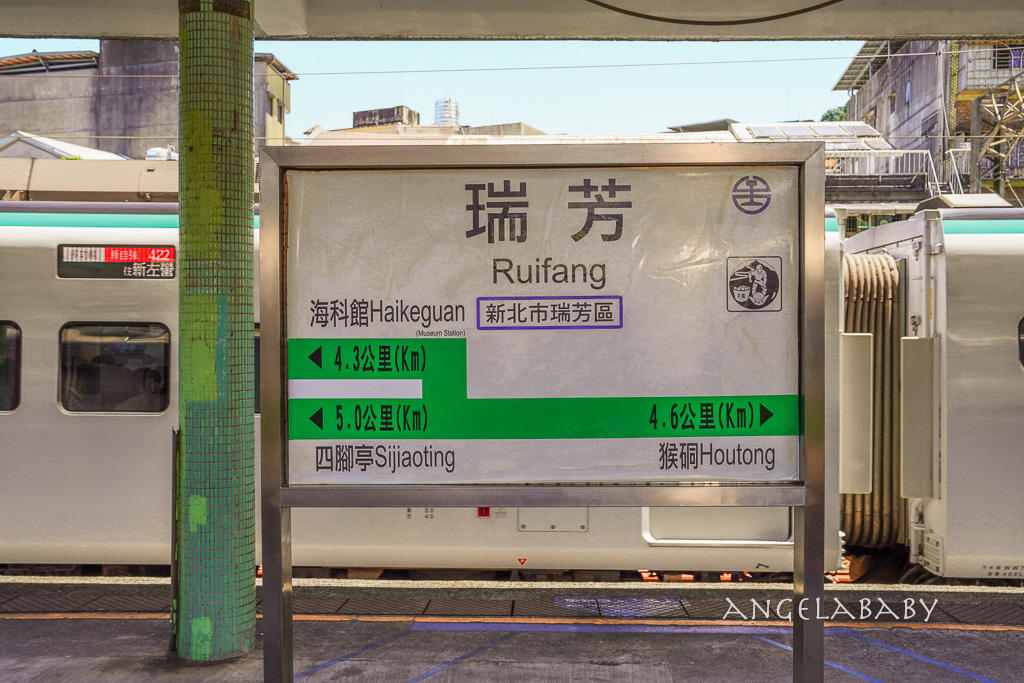 瑞芳
Ruifang
海科館Haikeguan
(Museum Station)
新北市瑞芳區
4.3公里(Km)
5.0公里(Km)
4.6公里(Km)
四腳亭Sijiaoting
猴硐Houtong
422
往新左營
ANGELABABY